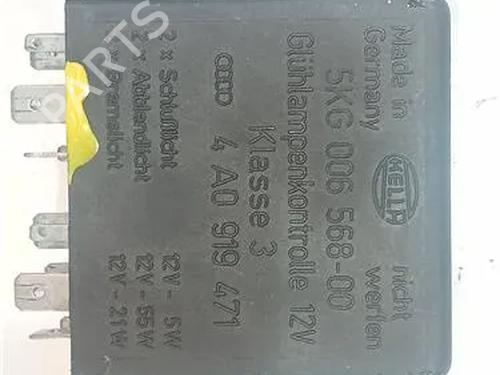 Made in
Germany
HELLA
nicht
werfen
5KG 006 568-00
Glühlampenkontrolle 12V
Klasse 3
4 A0 919 471
2 x Schlußlicht 12V - 5W
2 x Abblendlicht 12V - 55W
Bremslicht 12V - 21W
PARTS